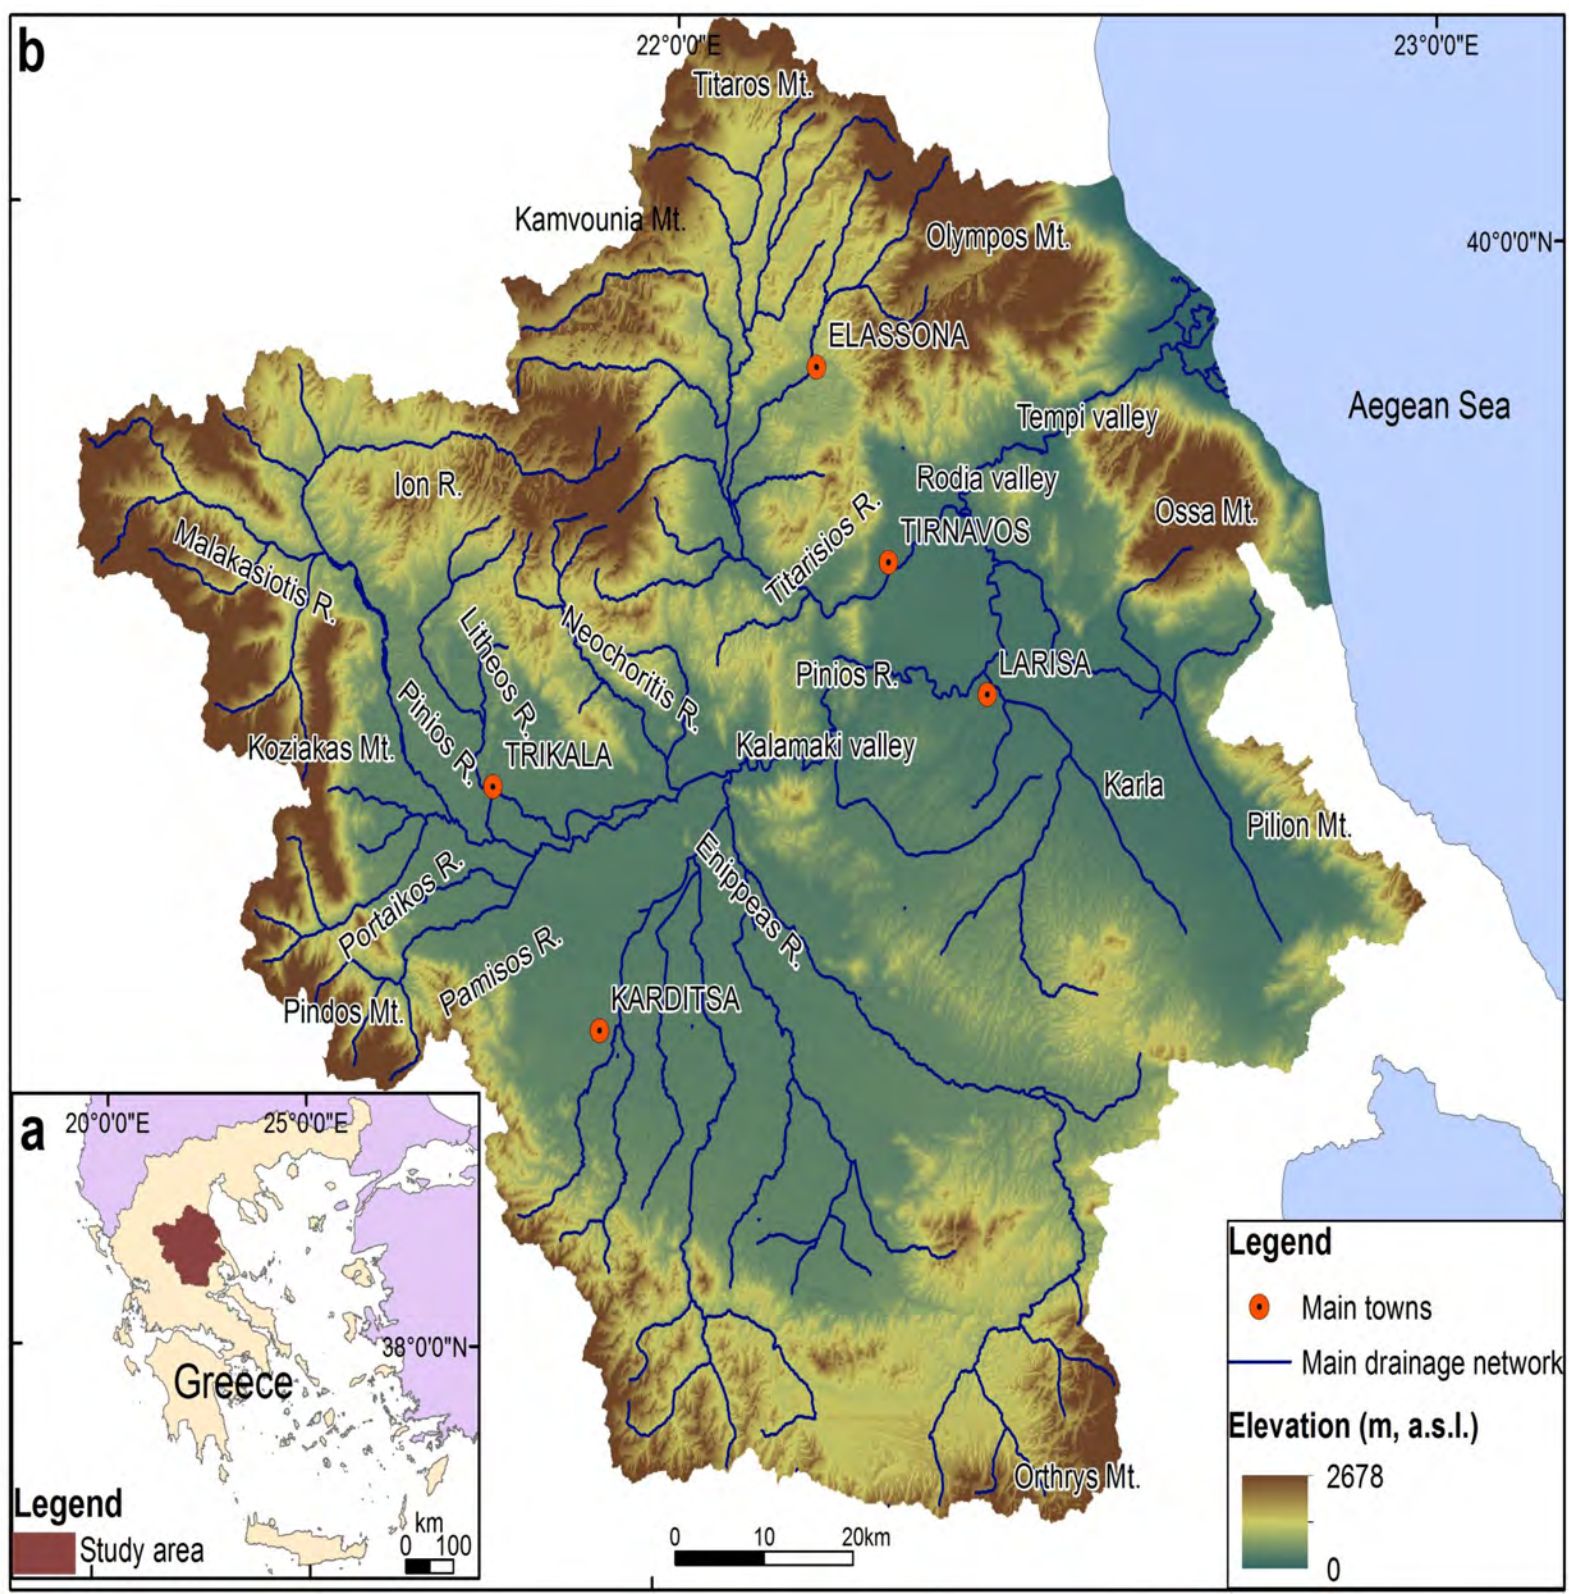 b
22°0'0"E
23°0'0"E
Titaros Mt.
Kamvounia Mt.
Olympos Mt.
40°0'0"N
ELASSONA
Aegean Sea
Tempi valley
Ion R.
Rodia valley
Ossa Mt.
Titarisios R.
TIRNAVOS
Malakasiotis R.
Litheos R.
Neochoritis R.
Pinios R.
LARISA
Pinios R.
Koziakas Mt.
TRIKALA
Kalamaki valley
Karla
Pilion Mt.
Enippeas R.
Portaikos R.
Pamisos R.
KARDITSA
Pindos Mt.
Orthrys Mt.
a
20°0'0"E
25°0'0"E
38°0'0"N
Greece
Legend
Study area
km
0 100
0 10 20km
Legend
Main towns
Main drainage network
Elevation (m, a.s.l.)
2678
0